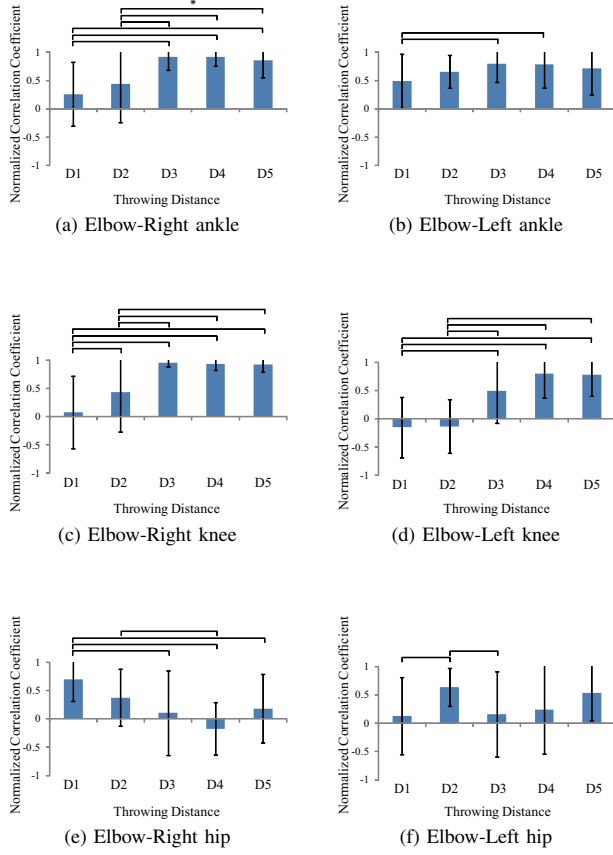 *
Normalized Correlation Coefficient
1
0.5
0
-0.5
-1
D1 D2 D3 D4 D5
Throwing Distance
(a) Elbow-Right ankle
Normalized Correlation Coefficient
1
0.5
0
-0.5
-1
D1 D2 D3 D4 D5
Throwing Distance
(b) Elbow-Left ankle
Normalized Correlation Coefficient
1
0.5
0
-0.5
-1
D1 D2 D3 D4 D5
Throwing Distance
(c) Elbow-Right knee
Normalized Correlation Coefficient
1
0.5
0
-0.5
-1
D1 D2 D3 D4 D5
Throwing Distance
(d) Elbow-Left knee
Normalized Correlation Coefficient
1
0.5
0
-0.5
-1
D1 D2 D3 D4 D5
Throwing Distance
(e) Elbow-Right hip
Normalized Correlation Coefficient
1
0.5
0
-0.5
-1
D1 D2 D3 D4 D5
Throwing Distance
(f) Elbow-Left hip